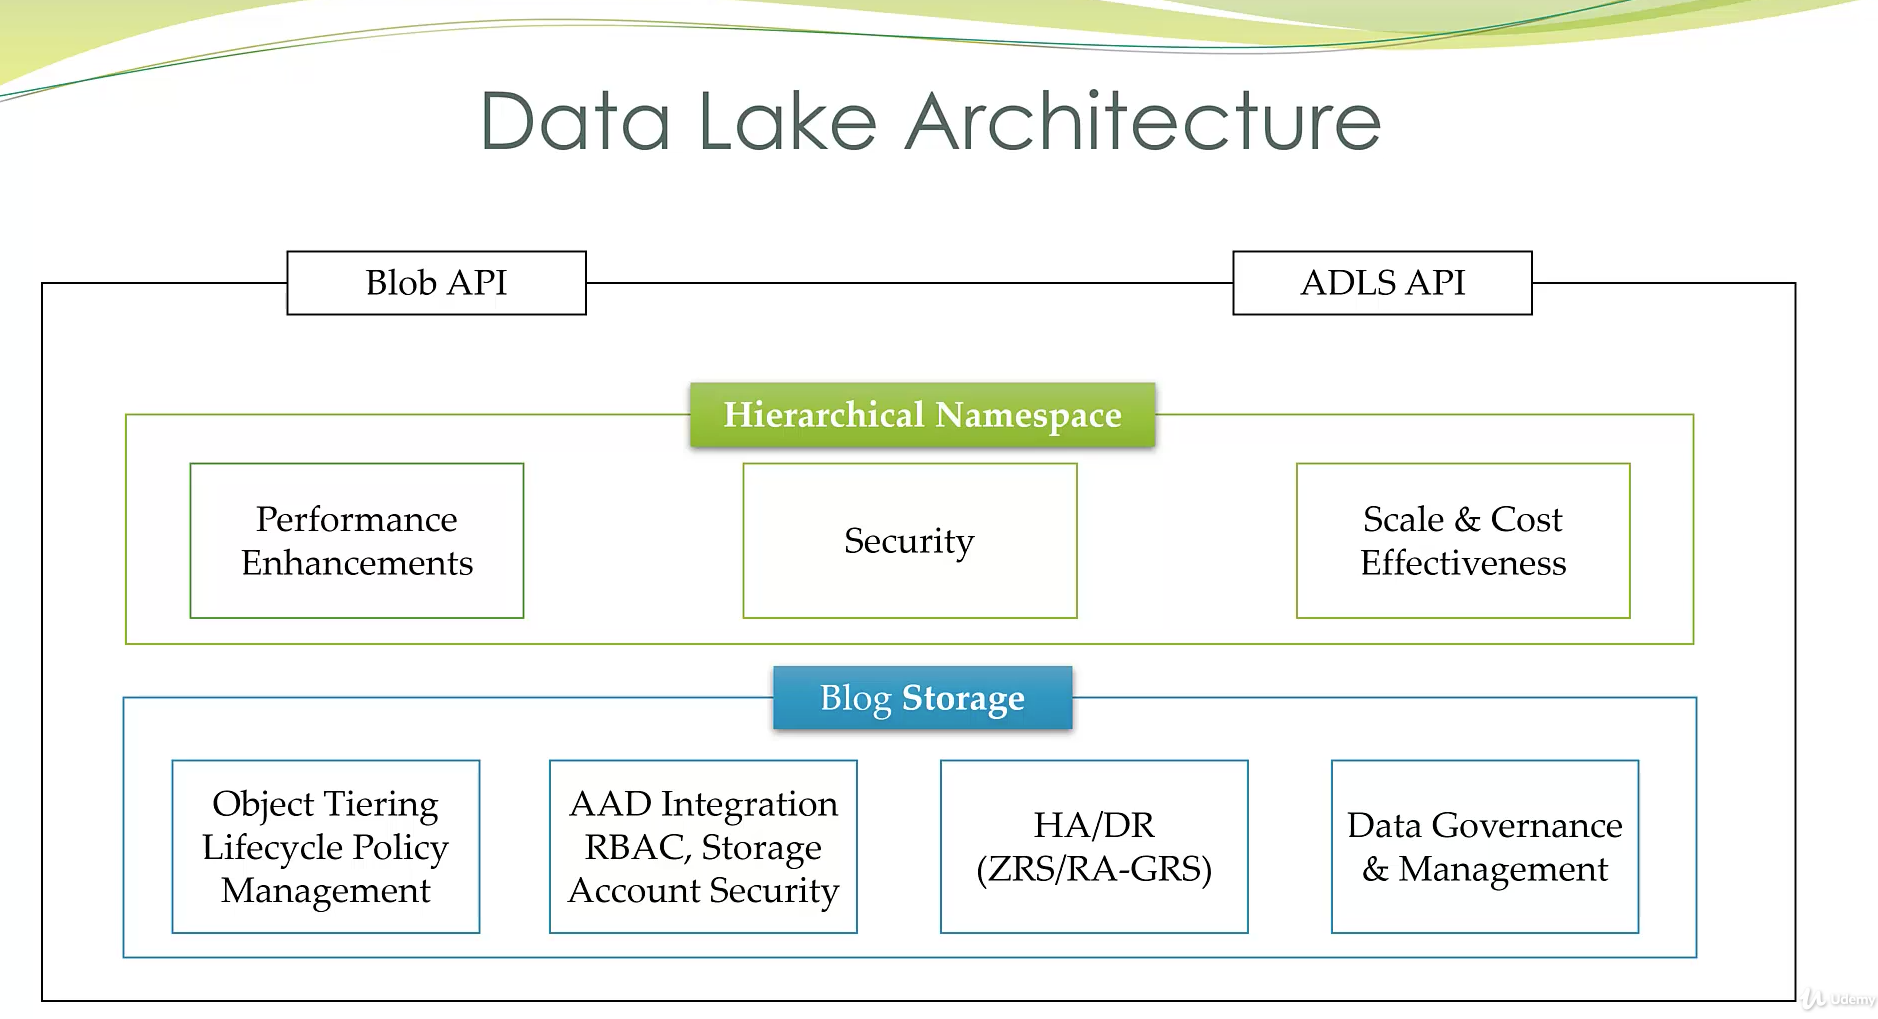 Data Lake Architecture
Blob API
ADLS API
Hierarchical Namespace
Performance
Enhancements
Security
Scale & Cost
Effectiveness
Blog Storage
Object Tiering
Lifecycle Policy
Management
AAD Integration
RBAC, Storage
Account Security
HA/DR
(ZRS/RA-GRS)
Data Governance
& Management
Udemy